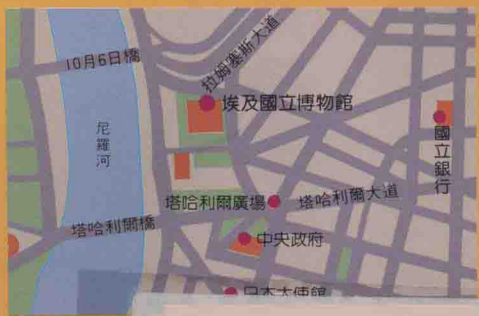 10月6日橋
拉姆塞斯大道
埃及國立博物館
尼羅河
國立銀行
塔哈利爾廣場
塔哈利爾大道
塔哈利爾橋
中央政府
日本大使館